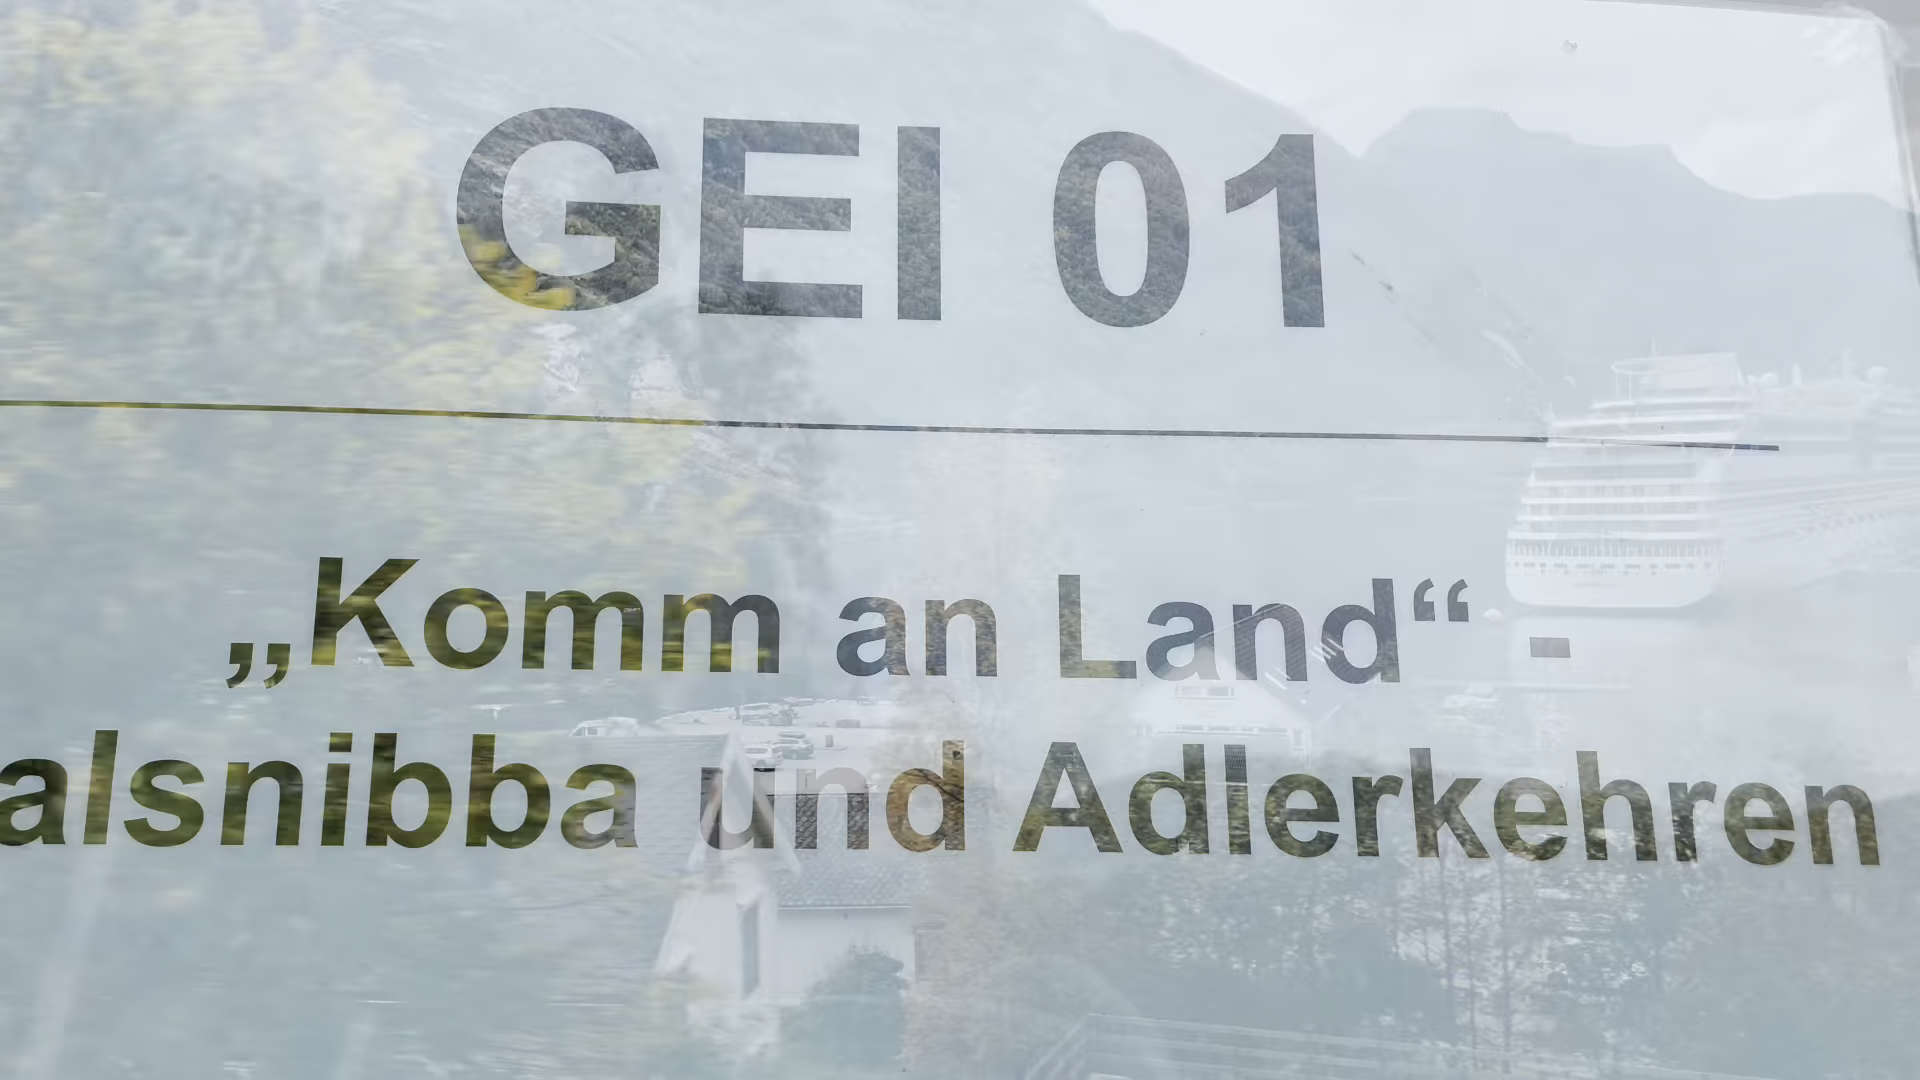 GEI 01
„Komm an Land“ -
alsnibba und Adlerkehren